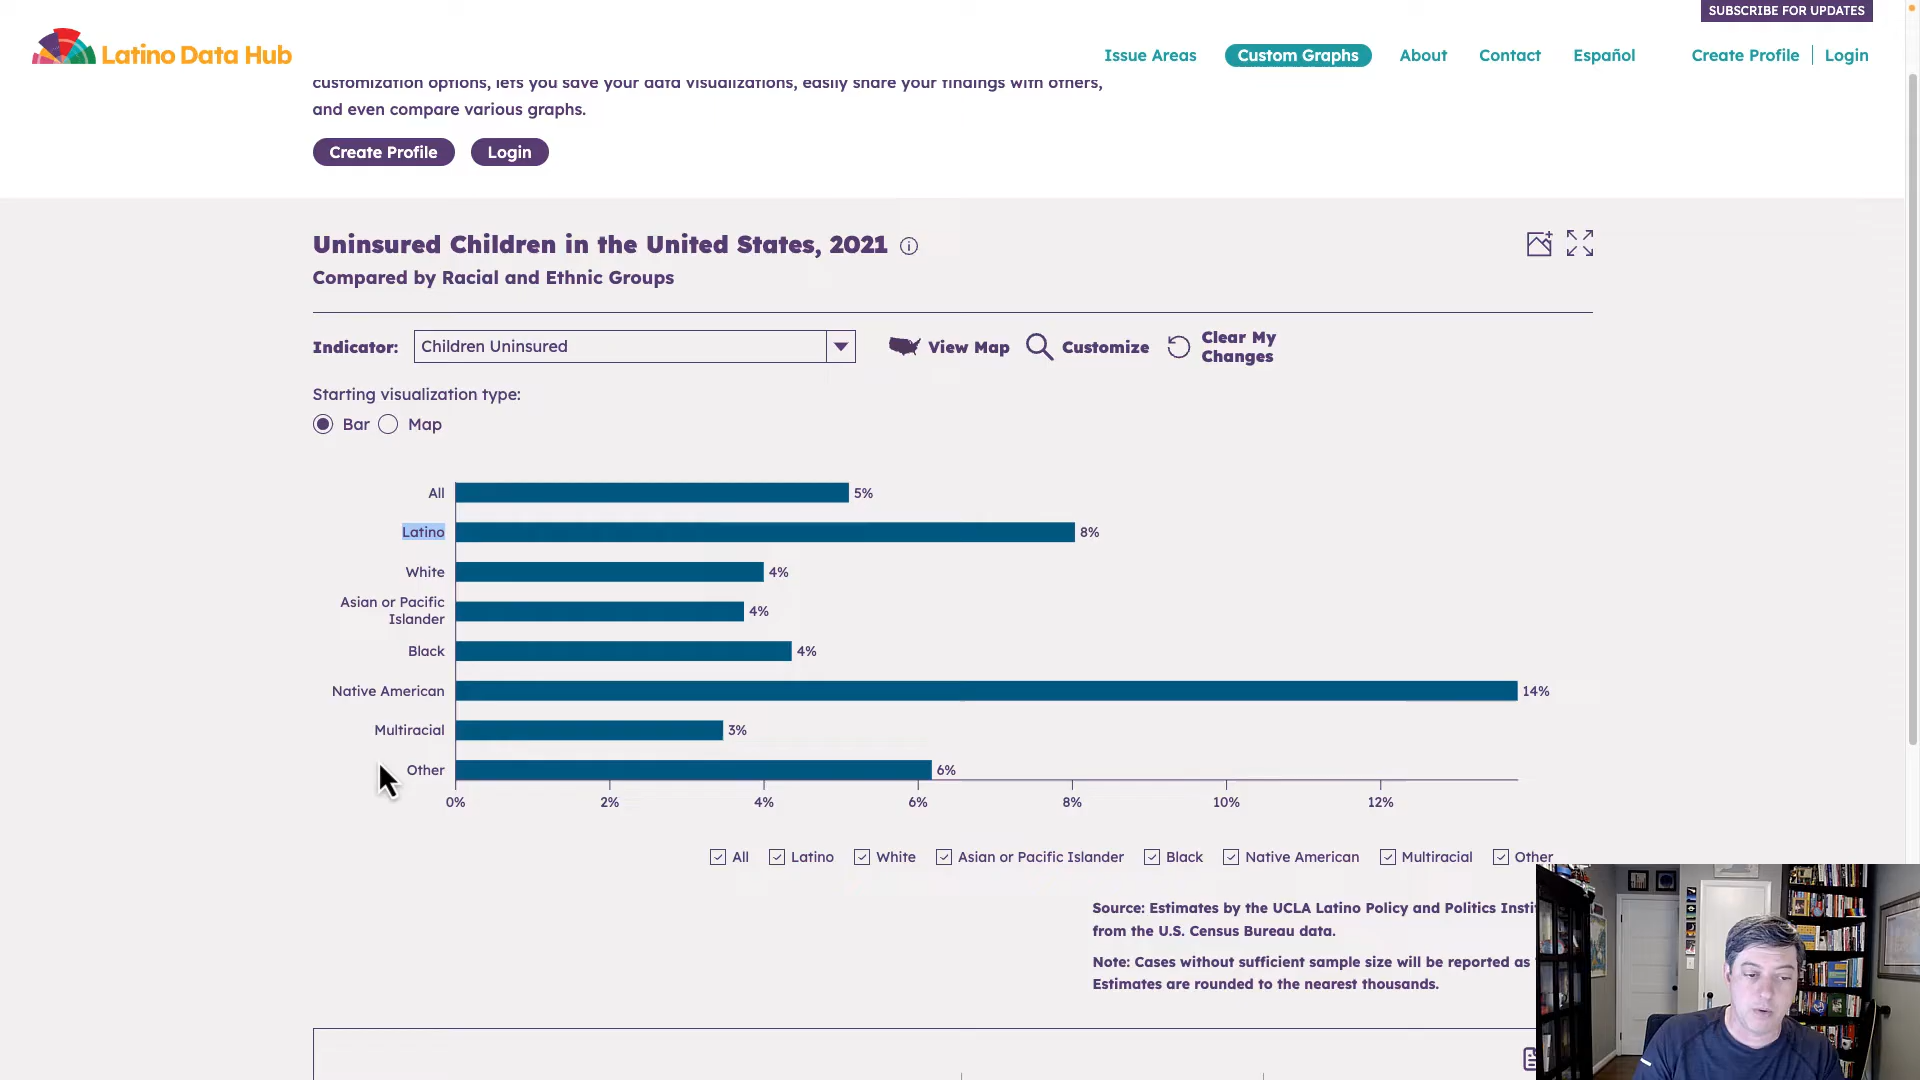 SUBSCRIBE FOR UPDATES
Latino Data Hub
Issue Areas
Custom Graphs
About
Contact
Español
Create Profile
Login
customization options, lets you save your data visualizations, easily share your findings with others,
and even compare various graphs.
Create Profile
Login
Uninsured Children in the United States, 2021
Compared by Racial and Ethnic Groups
Indicator:
Children Uninsured
View Map
Customize
Clear My
Changes
Starting visualization type:
Bar
Map
All
5%
Latino
8%
White
4%
Asian or Pacific
Islander
4%
Black
4%
Native American
14%
Multiracial
3%
Other
6%
0%
2%
4%
6%
8%
10%
12%
All
Latino
White
Asian or Pacific Islander
Black
Native American
Multiracial
Other
Source: Estimates by the UCLA Latino Policy and Politics Insti
from the U.S. Census Bureau data.
Note: Cases without sufficient sample size will be reported as
Estimates are rounded to the nearest thousands.